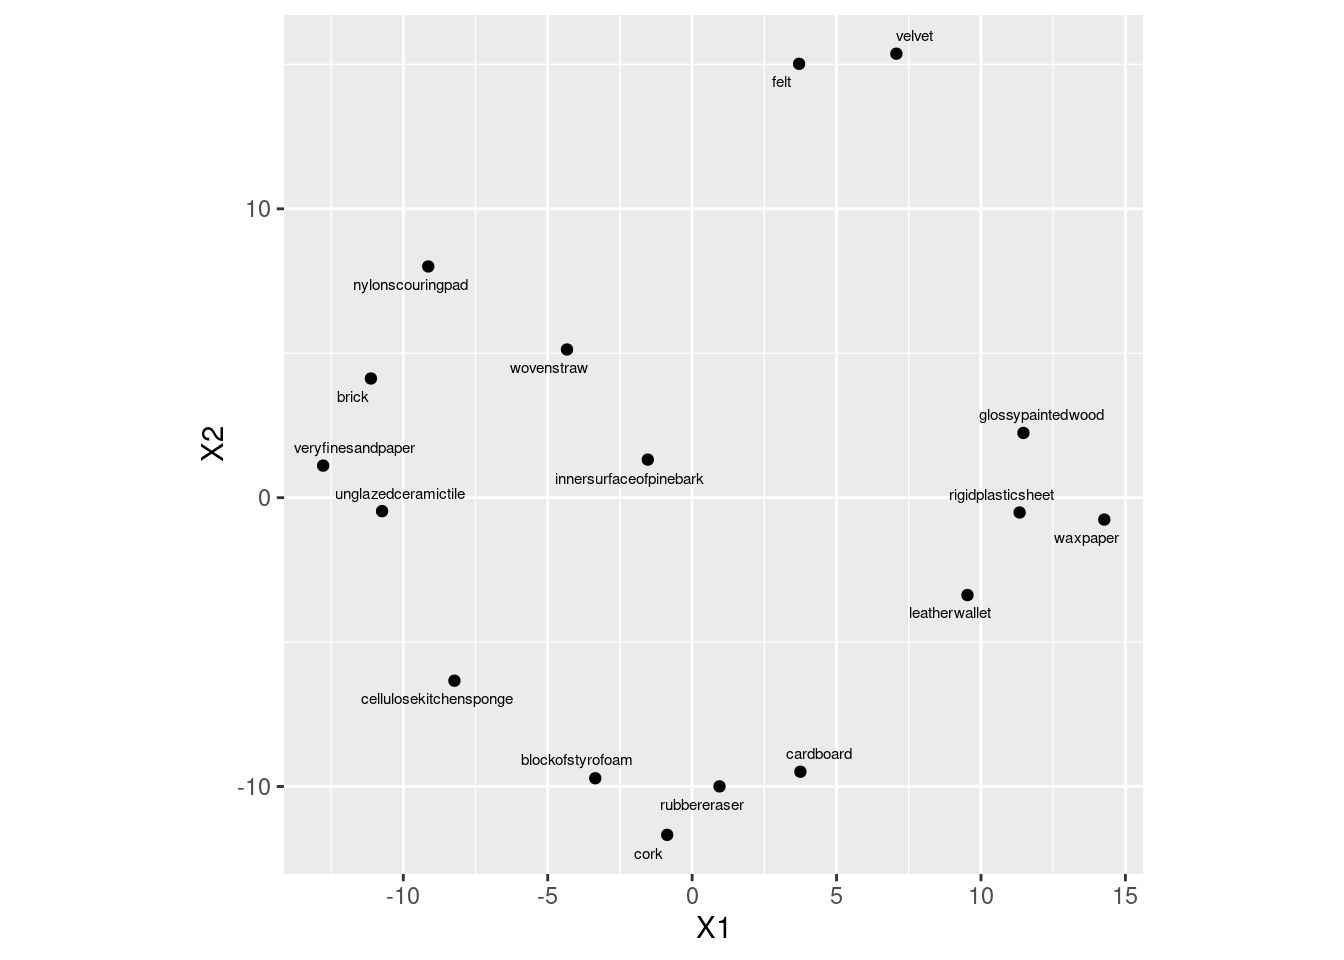 velvet
felt
10
nylonscouringpad
wovenstraw
brick
glossypaintedwood
X2
veryfinesandpaper
innersurfaceofpinebark
0
unglazedceramictile
rigidplasticsheet
waxpaper
leatherwallet
cellulosekitchensponge
blockofstyrofoam
cardboard
-10
rubbereraser
cork
-10 -5 0 5 10 15
X1